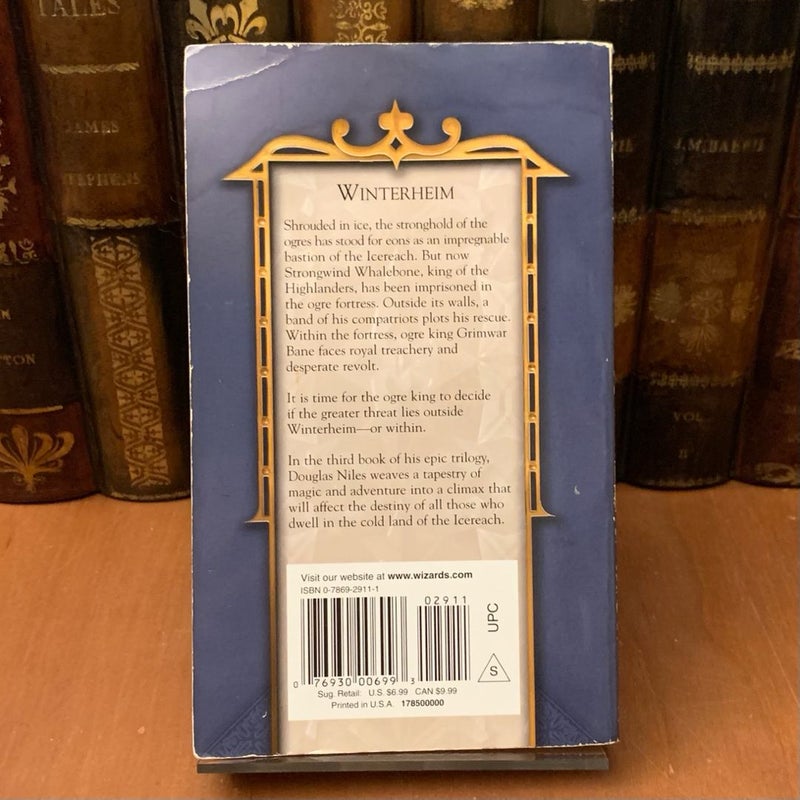 TALES
JAMES
STEPHENS
TON
J.M. BARRIE
VOL
II
WINTERHEIM
Shrouded in ice, the stronghold of the
ogres has stood for eons as an impregnable
bastion of the Icereach. But now
Strongwind Whalebone, king of the
Highlanders, has been imprisoned in
the ogre fortress. Outside its walls, a
band of his compatriots plots his rescue.
Within the fortress, ogre king Grimwar
Bane faces royal treachery and
desperate revolt.
It is time for the ogre king to decide
if the greater threat lies outside
Winterheim—or within.
In the third book of his epic trilogy,
Douglas Niles weaves a tapestry of
magic and adventure into a climax that
will affect the destiny of all those who
dwell in the cold land of the Icereach.
Visit our website at www.wizards.com
ISBN 0-7869-2911-1
02911
UPC
S
0 76930 00699 3
Sug. Retail: U.S. $6.99 CAN $9.99
Printed in U.S.A. 178500000